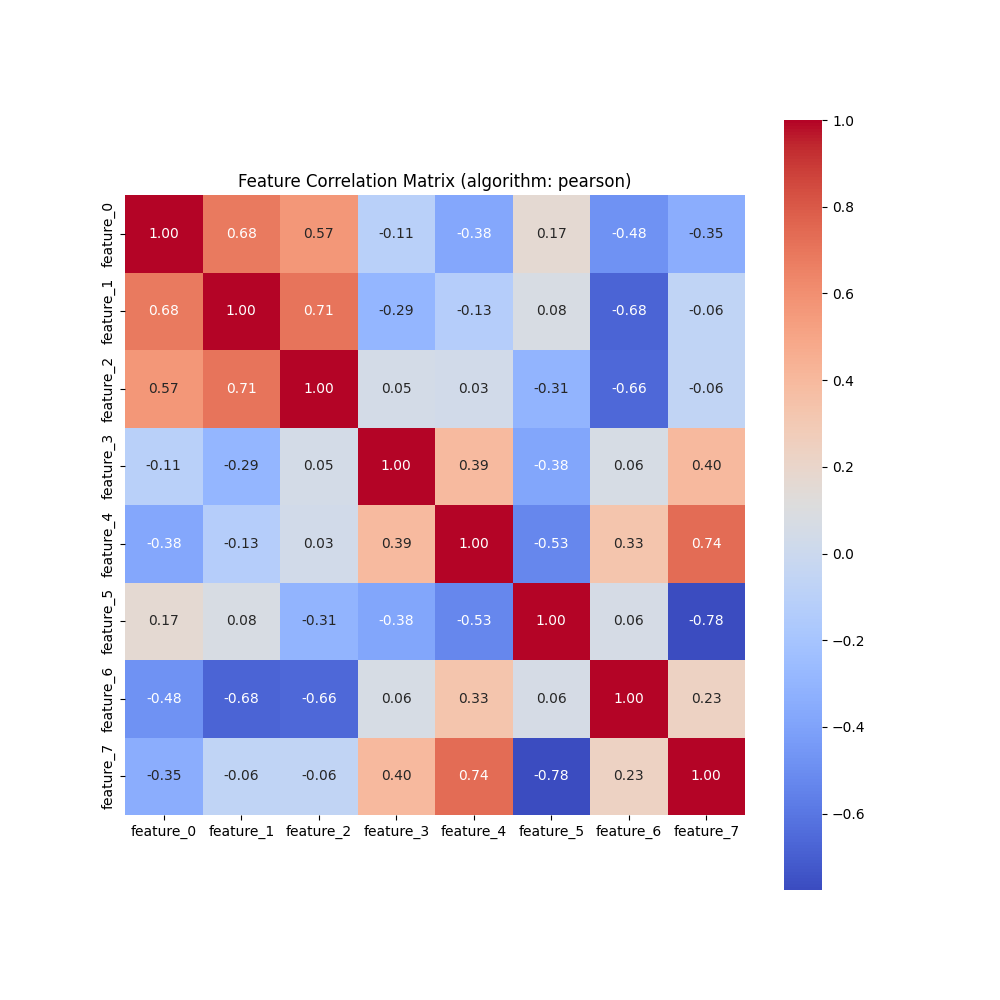 Feature Correlation Matrix (algorithm: pearson)
feature_0 1.00 0.68 0.57 -0.11 -0.38 0.17 -0.48 -0.35
feature_1 0.68 1.00 0.71 -0.29 -0.13 0.08 -0.68 -0.06
feature_2 0.57 0.71 1.00 0.05 0.03 -0.31 -0.66 -0.06
feature_3 -0.11 -0.29 0.05 1.00 0.39 -0.38 0.06 0.40
feature_4 -0.38 -0.13 0.03 0.39 1.00 -0.53 0.33 0.74
feature_5 0.17 0.08 -0.31 -0.38 -0.53 1.00 0.06 -0.78
feature_6 -0.48 -0.68 -0.66 0.06 0.33 0.06 1.00 0.23
feature_7 -0.35 -0.06 -0.06 0.40 0.74 -0.78 0.23 1.00
feature_0 feature_1 feature_2 feature_3 feature_4 feature_5 feature_6 feature_7
1.0
0.8
0.6
0.4
0.2
0.0
−0.2
−0.4
−0.6